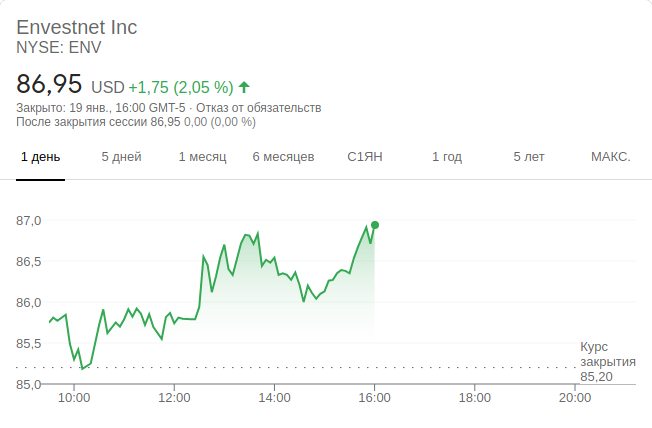 Envestnet Inc
NYSE: ENV
86,95 USD +1,75 (2,05 %)
Закрыто: 19 янв., 16:00 GMT-5 · Отказ от обязательств
После закрытия сессии 86,95 0,00 (0,00 %)
1 день 5 дней 1 месяц 6 месяцев С1ЯН 1 год 5 лет МАКС.
87,0
86,5
86,0
85,5
Курс
закрытия
85,20
85,0
10:00 12:00 14:00 16:00 18:00 20:00